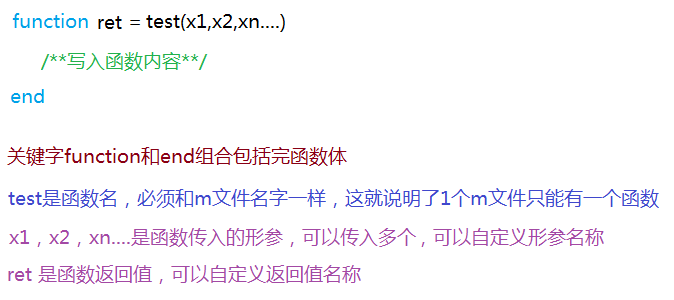 function ret = test(x1,x2,xn....)
/**写入函数内容**/
end
关键字function和end组合包括完函数体
test是函数名，必须和m文件名字一样，这就说明了1个m文件只能有一个函数
x1，x2，xn....是函数传入的形参，可以传入多个，可以自定义形参名称
ret 是函数返回值，可以自定义返回值名称